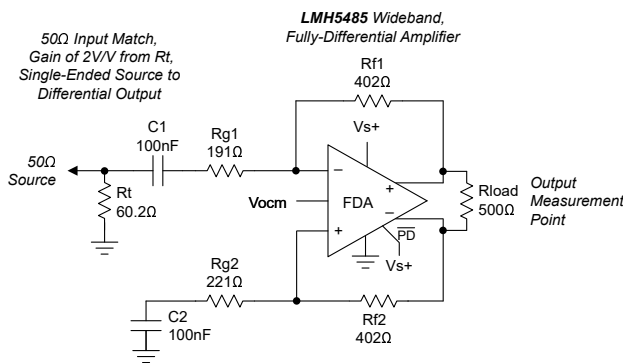 LMH5485 Wideband,
Fully-Differential Amplifier
50Ω Input Match,
Gain of 2V/V from Rt,
Single-Ended Source to
Differential Output
Rf1
402Ω
C1
100nF
Rg1
191Ω
Vs+
50Ω
Source
Rt
60.2Ω
−
+
Vocm
FDA
−
+
PD
Vs+
Rload
500Ω
Output
Measurement
Point
Rg2
221Ω
Rf2
402Ω
C2
100nF